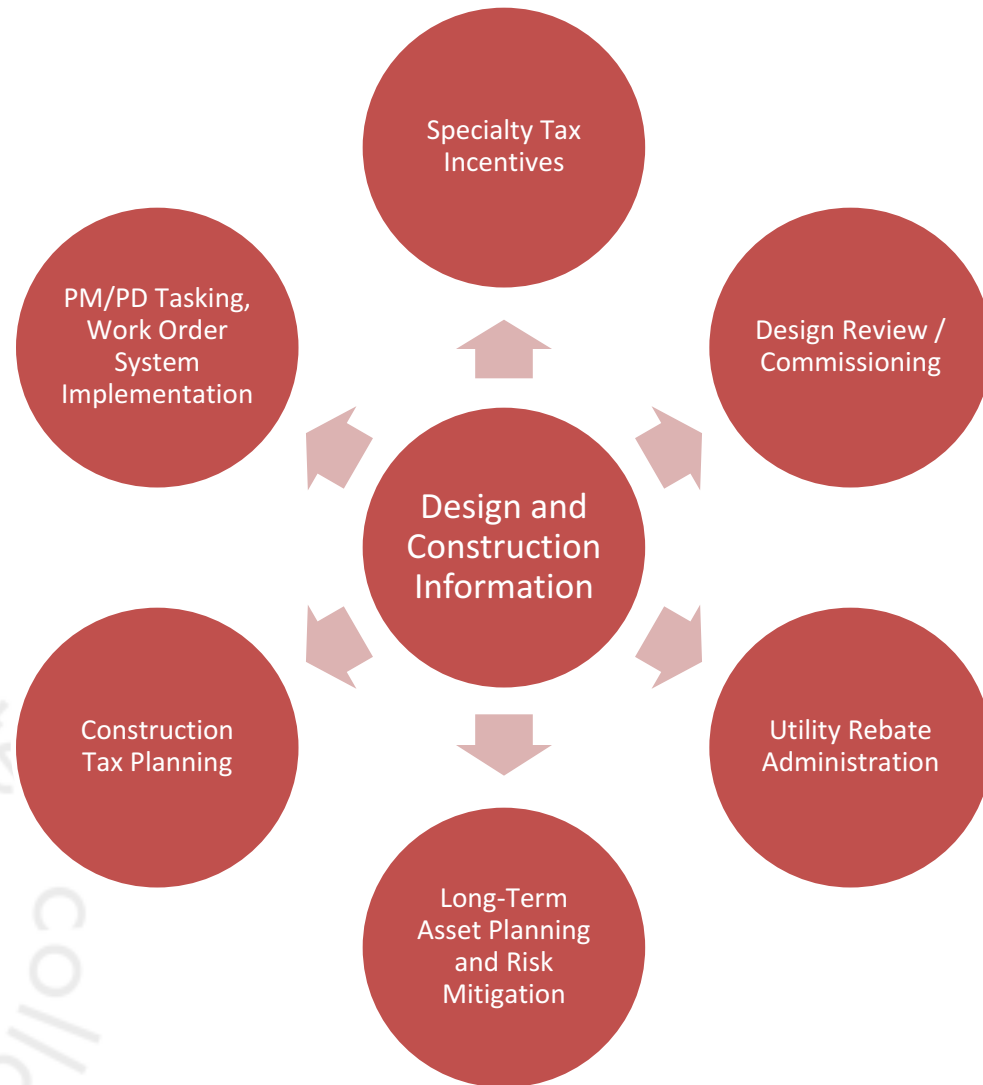 Specialty Tax
Incentives
PM/PD Tasking,
Work Order
System
Implementation
Design Review /
Commissioning
Design and
Construction
Information
Construction
Tax Planning
Utility Rebate
Administration
Long-Term
Asset Planning
and Risk
Mitigation